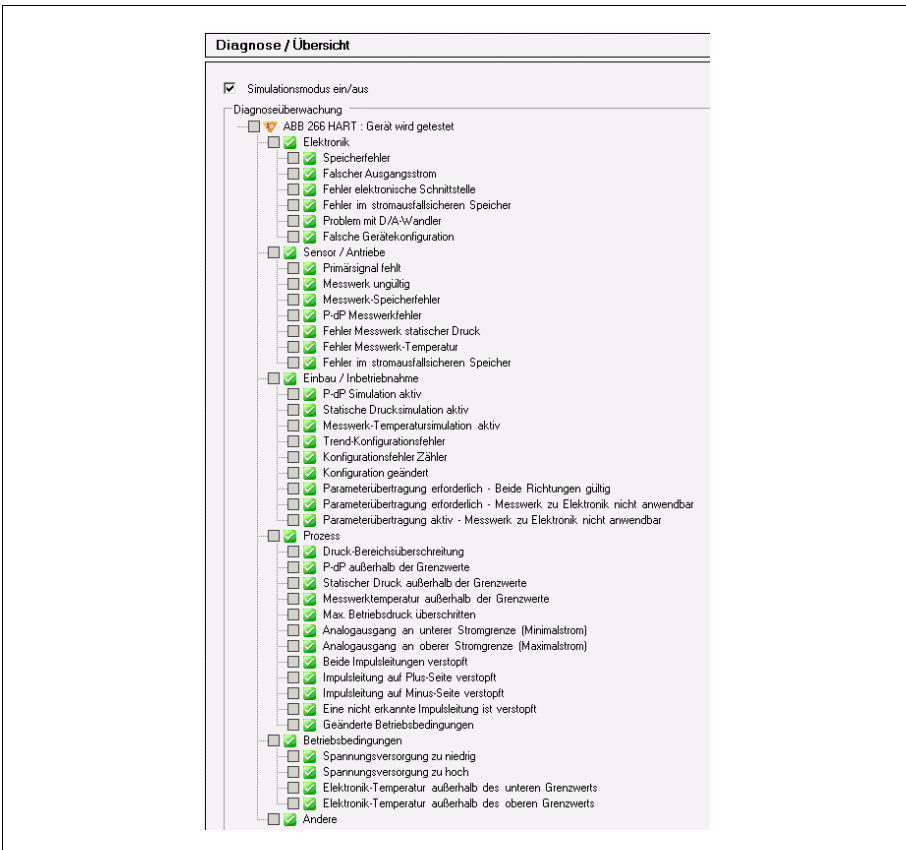 Diagnose / Übersicht
Simulationsmodus ein/aus
Diagnoseüberwachung
ABB 266 HART : Gerät wird getestet
Elektronik
Speicherfehler
Falscher Ausgangsstrom
Fehler elektronische Schnittstelle
Fehler im stromausfallsicheren Speicher
Problem mit D/A-Wandler
Falsche Gerätekonfiguration
Sensor / Antriebe
Primärsignal fehlt
Messwerk ungültig
Messwerk-Speicherfehler
P-dP Messwerkfehler
Fehler Messwerk statischer Druck
Fehler Messwerk-Temperatur
Fehler im stromausfallsicheren Speicher
Einbau / Inbetriebnahme
P-dP Simulation aktiv
Statische Drucksimulation aktiv
Messwerk-Temperatursimulation aktiv
Trend-Konfigurationsfehler
Konfigurationsfehler Zähler
Konfiguration geändert
Parameterübertragung erforderlich - Beide Richtungen gültig
Parameterübertragung erforderlich - Messwerk zu Elektronik nicht anwendbar
Parameterübertragung aktiv - Messwerk zu Elektronik nicht anwendbar
Prozess
Druck-Bereichsüberschreitung
P-dP außerhalb der Grenzwerte
Statischer Druck außerhalb der Grenzwerte
Messwerktemperatur außerhalb der Grenzwerte
Max. Betriebsdruck überschritten
Analogausgang an unterer Stromgrenze (Minimalstrom)
Analogausgang an oberer Stromgrenze (Maximalstrom)
Beide Impulsleitungen verstopft
Impulsleitung auf Plus-Seite verstopft
Impulsleitung auf Minus-Seite verstopft
Eine nicht erkannte Impulsleitung ist verstopft
Geänderte Betriebsbedingungen
Betriebsbedingungen
Spannungsversorgung zu niedrig
Spannungsversorgung zu hoch
Elektronik-Temperatur außerhalb des unteren Grenzwerts
Elektronik-Temperatur außerhalb des oberen Grenzwerts
Andere